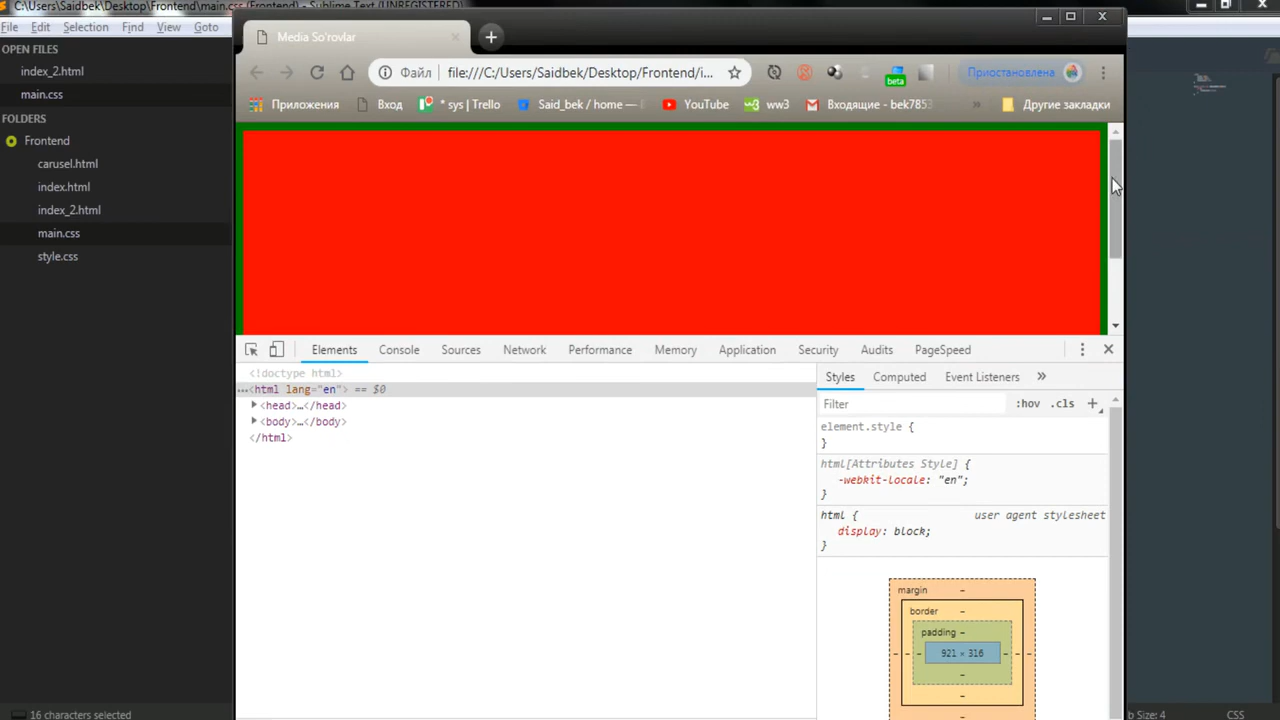 C:\Users\Saidbek\Desktop\Frontend\main.css (Frontend) - Sublime Text (UNREGISTERED)
File Edit Selection Find View Goto
OPEN FILES
index_2.html
main.css
FOLDERS
Frontend
carusel.html
index.html
index_2.html
main.css
style.css
16 characters selected
Media So'rovlar
Файл file:///C:/Users/Saidbek/Desktop/Frontend/i...
beta
Приостановлена
Приложения Вход * sys | Trello Said_bek / home — YouTube ww3 Входящие - bek785 » Другие закладки
Elements Console Sources Network Performance Memory Application Security Audits PageSpeed
<!doctype html>
...<html lang="en"> == $0
<head>...</head>
<body>...</body>
</html>
Styles Computed Event Listeners »
Filter :hov .cls +
element.style {
}
html[Attributes Style] {
-webkit-locale: "en";
}
html { user agent stylesheet
display: block;
}
margin -
border -
padding -
- - - 921 × 316 - - -
-
-
-
b Size: 4 CSS